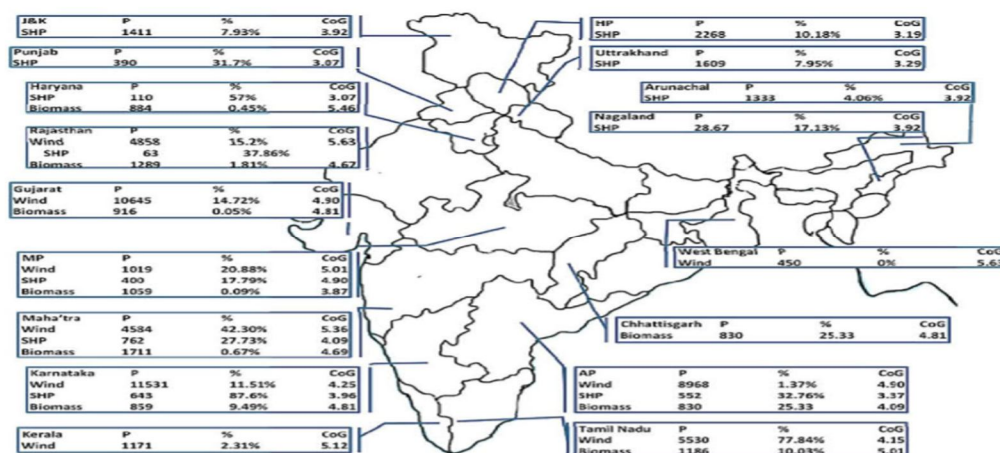 J&K P % CoG
SHP 1411 7.93% 3.92
Punjab P % CoG
SHP 390 31.7% 3.07
Haryana P % CoG
SHP 110 57% 3.07
Biomass 884 0.45% 5.46
Rajasthan P % CoG
Wind 4858 15.2% 5.63
SHP 63 37.86%
Biomass 1289 1.81% 4.67
Gujarat P % CoG
Wind 10645 14.72% 4.90
Biomass 916 0.05% 4.81
MP P % CoG
Wind 1019 20.88% 5.01
SHP 400 17.79% 4.90
Biomass 1059 0.09% 3.87
Maha'tra P % CoG
Wind 4584 42.30% 5.36
SHP 762 27.73% 4.09
Biomass 1711 0.67% 4.69
Karnataka P % CoG
Wind 11531 11.51% 4.25
SHP 643 87.6% 3.96
Biomass 859 9.49% 4.81
Kerala P % CoG
Wind 1171 2.31% 5.12
HP P % CoG
SHP 2268 10.18% 3.19
Uttrakhand P % CoG
SHP 1609 7.95% 3.29
Arunachal P % CoG
SHP 1333 4.06% 3.92
Nagaland P % CoG
SHP 28.67 17.13% 3.92
West Bengal P % CoG
Wind 450 0% 5.63
Chhattisgarh P % CoG
Biomass 830 25.33 4.81
AP P % CoG
Wind 8968 1.37% 4.90
SHP 552 32.76% 3.37
Biomass 830 25.33 4.09
Tamil Nadu P % CoG
Wind 5530 77.84% 4.15
Biomass 1186 10.03% 5.01